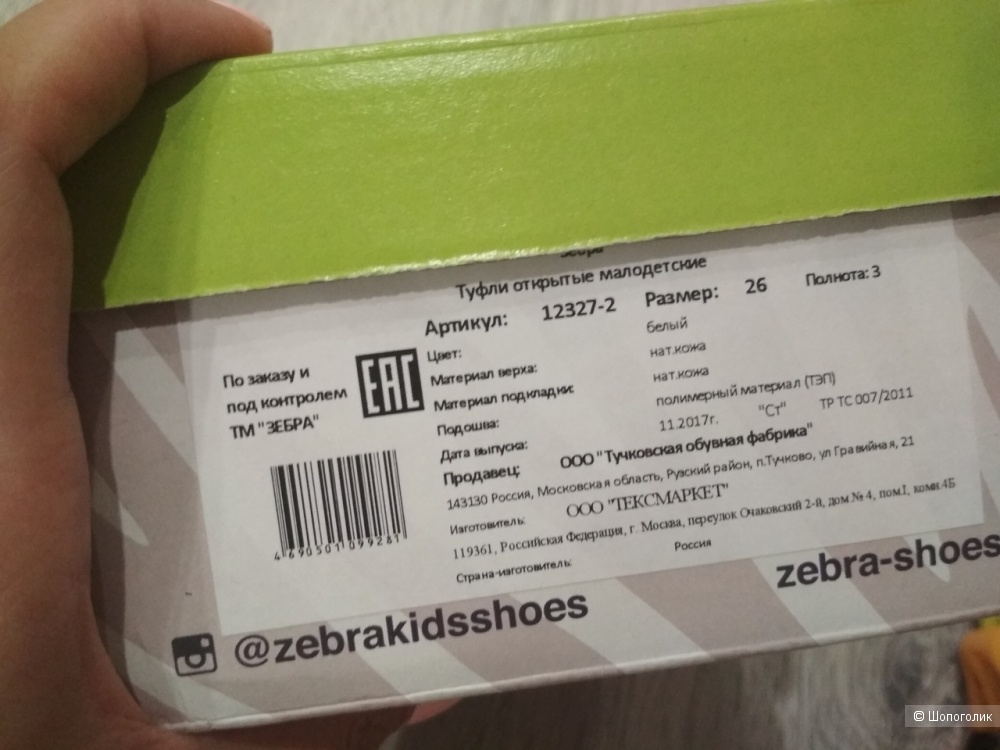 Зебра
Туфли открытые малодетские
Артикул: 12327-2 Размер: 26 Полнота: 3
Цвет: белый
Материал верха: нат.кожа
Материал подкладки: нат.кожа
Подошва: полимерный материал (ТЭП)
Дата выпуска: 11.2017г. "Ст" ТР ТС 007/2011
Продавец: ООО "Тучковская обувная фабрика"
143130 Россия, Московская область, Рузский район, п.Тучково, ул Гравийная, 21
Изготовитель: ООО "ТЕКСМАРКЕТ"
119361, Российская Федерация, г. Москва, переулок Очаковский 2-й, дом № 4, пом.I, комн.4Б
Страна-изготовитель: Россия
По заказу и
под контролем
ТМ "ЗЕБРА"
EAC
4690501099281
@zebrakidsshoes
zebra-shoes
© Шопоголик